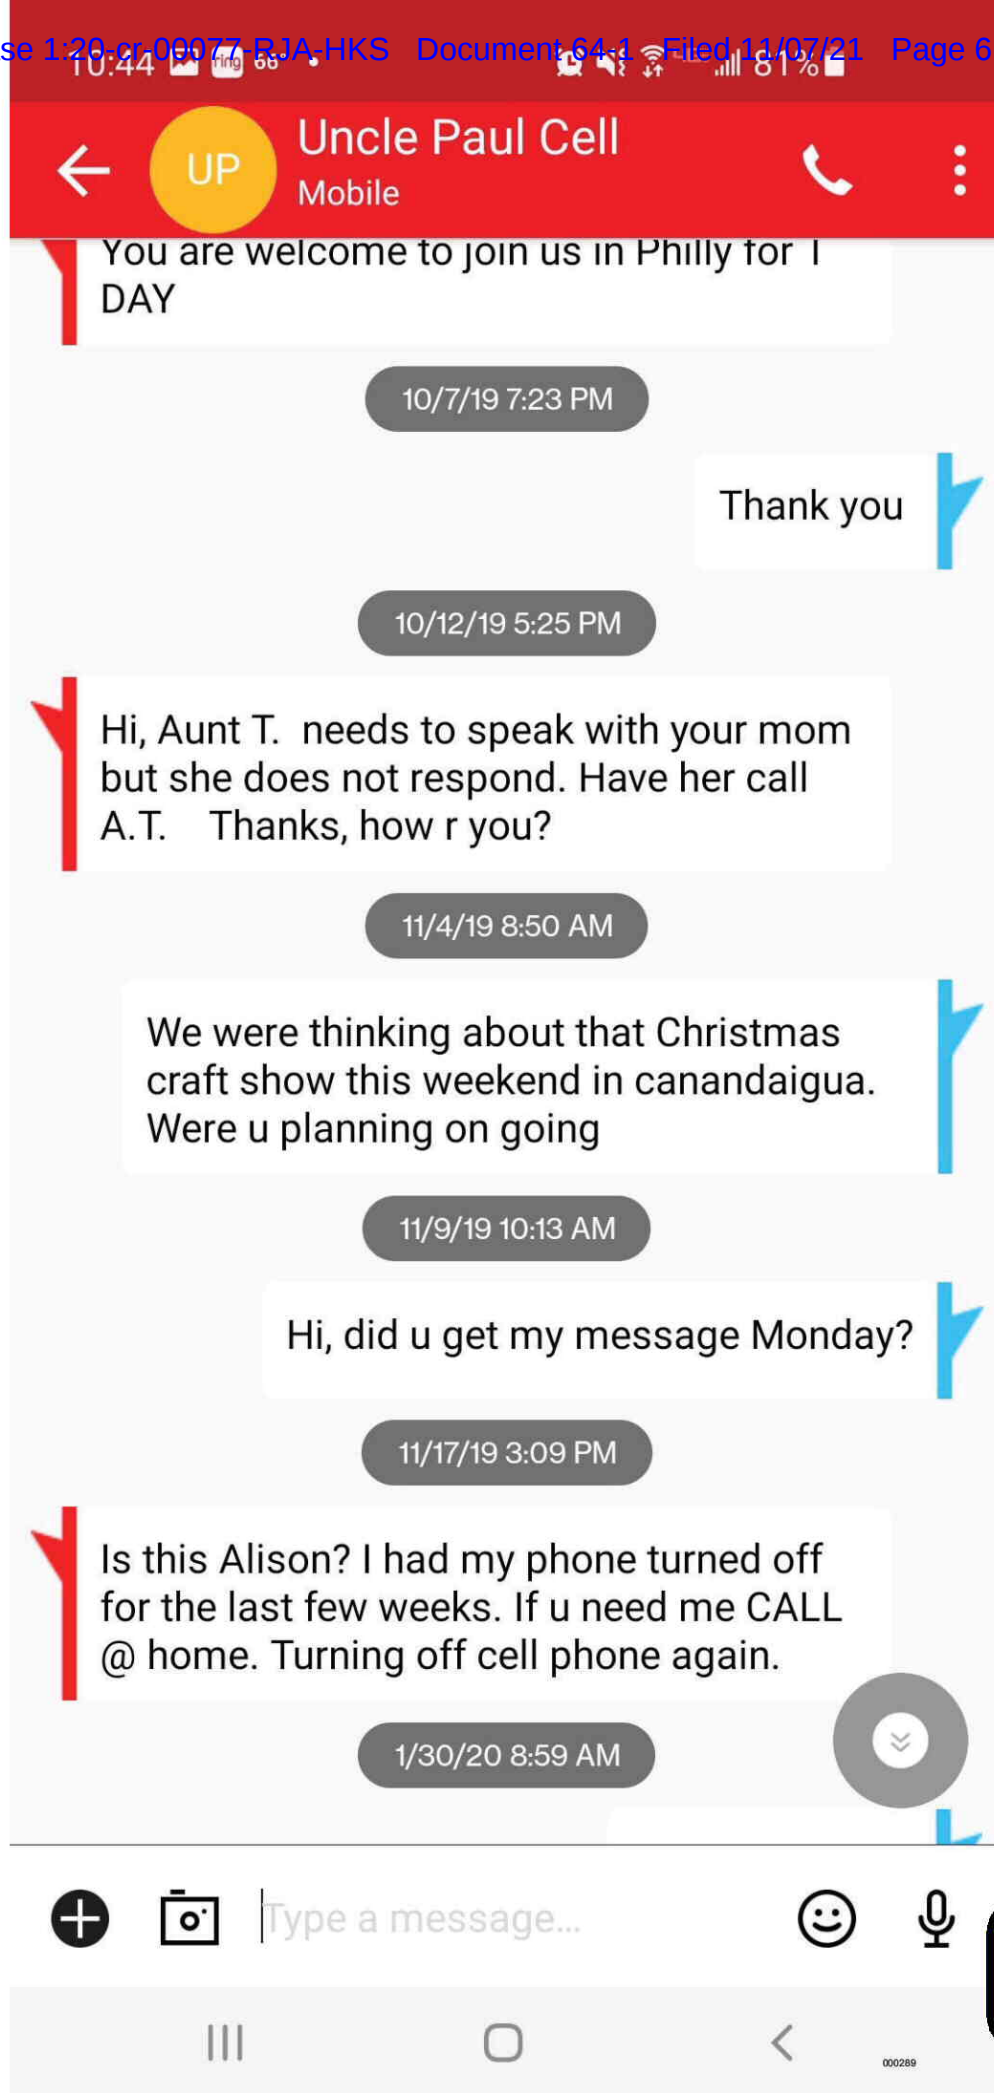 se 1:20-cr-00077-RJA-HKS Document 64-1 Filed 11/07/21 Page 6
10:44 ring 66° 81%
UP Uncle Paul Cell
Mobile
You are welcome to join us in Philly for 1
DAY
10/7/19 7:23 PM
Thank you
10/12/19 5:25 PM
Hi, Aunt T. needs to speak with your mom
but she does not respond. Have her call
A.T. Thanks, how r you?
11/4/19 8:50 AM
We were thinking about that Christmas
craft show this weekend in canandaigua.
Were u planning on going
11/9/19 10:13 AM
Hi, did u get my message Monday?
11/17/19 3:09 PM
Is this Alison? I had my phone turned off
for the last few weeks. If u need me CALL
@ home. Turning off cell phone again.
1/30/20 8:59 AM
Type a message...
000289